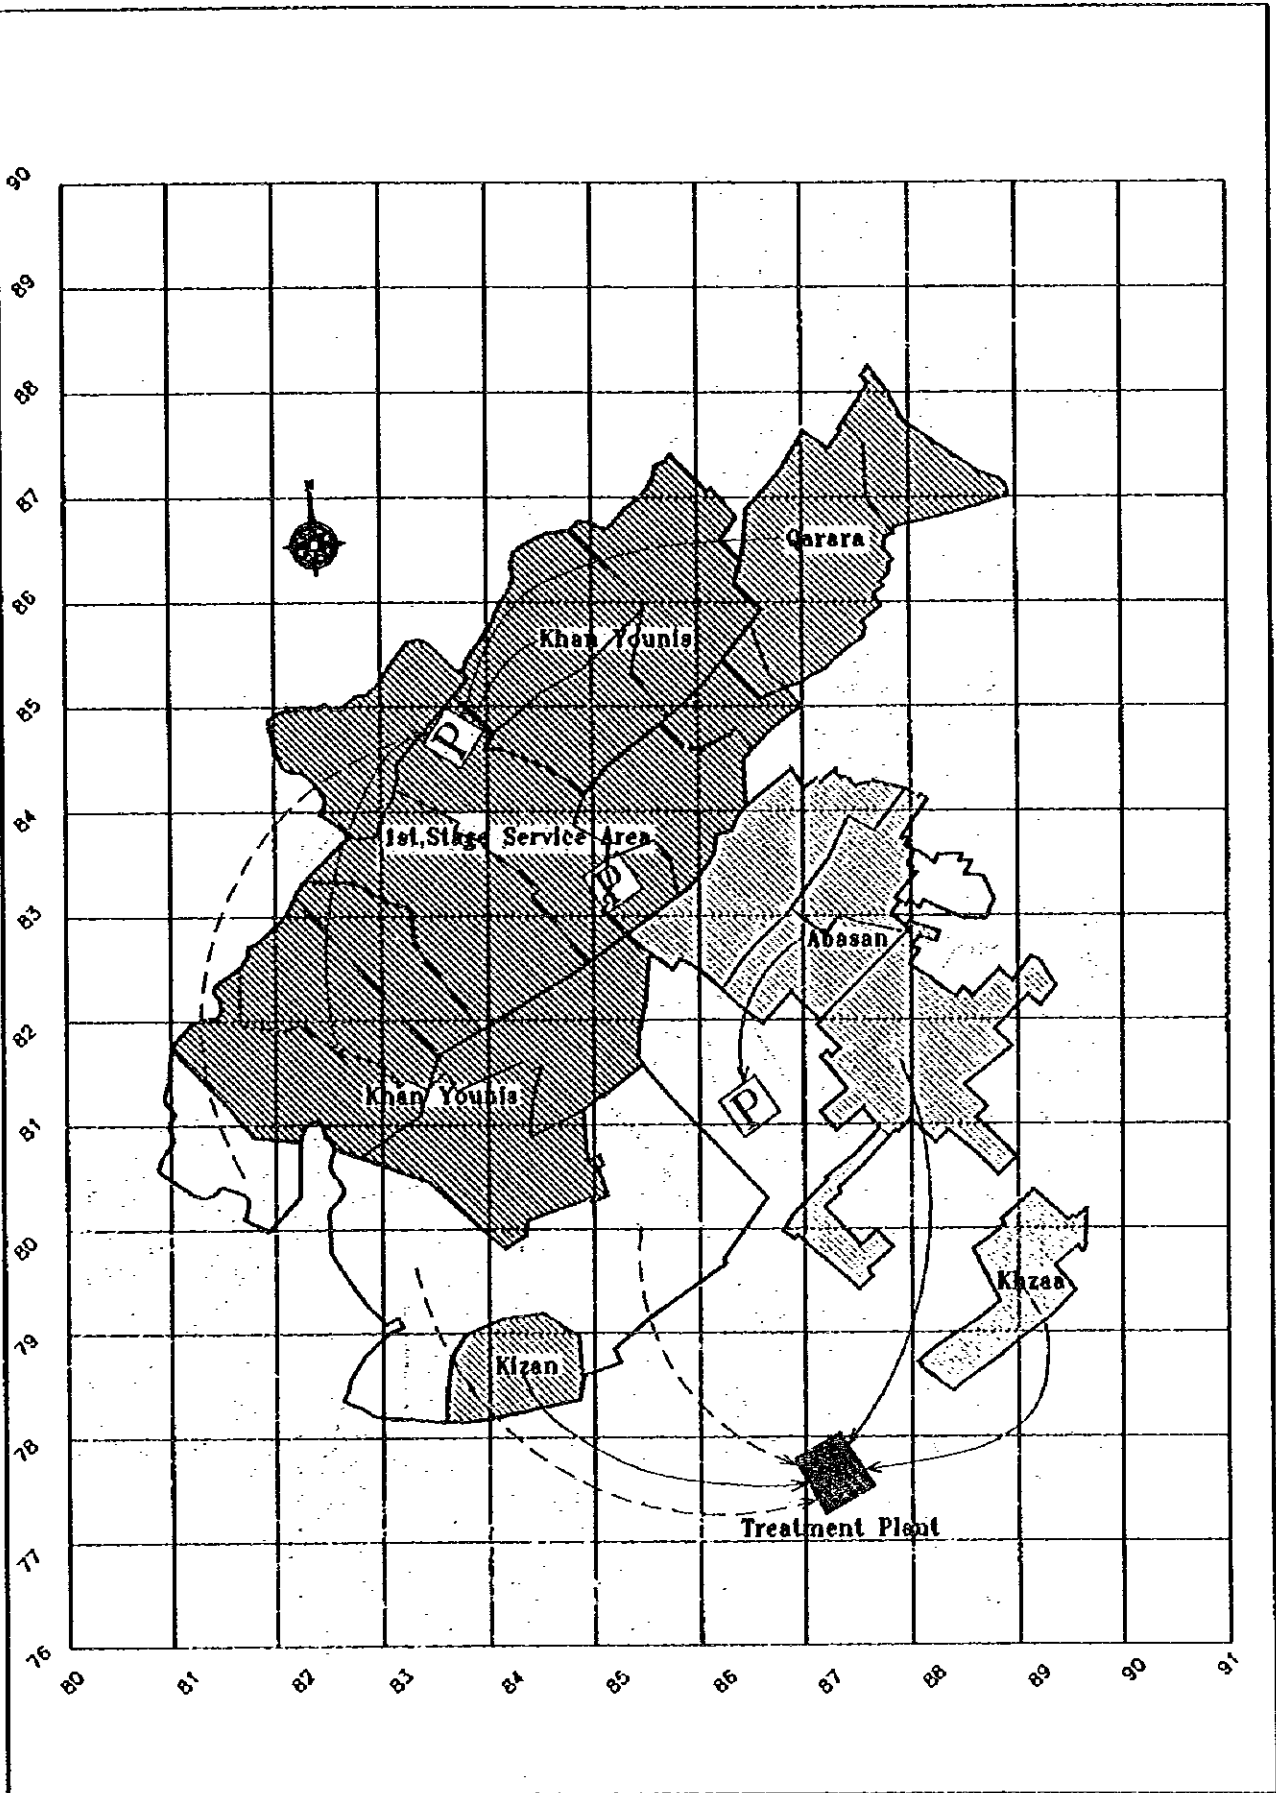 90
89
88
N
87
Qarara
86
Khan Younis
85
P
84
1st,Stage Service Area
P
2
83
Abasan
82
Khan Younis
P
81
80
Khzaa
79
Kizan
78
Treatment Plant
77
76
80 81 82 83 84 85 86 87 88 89 90 91